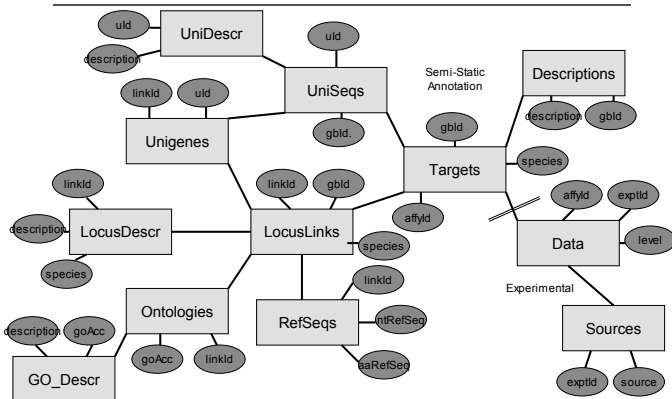 uId
UniDescr
description
uId
UniSeqs
gbId.
linkId
uId
Unigenes
Semi-Static
Annotation
Descriptions
description
gbId
gbId
Targets
species
affyId
linkId
description
LocusDescr
species
linkId
gbId
LocusLinks
species
affyId
exptId
level
Data
Experimental
linkId
RefSeqs
ntRefSeq
aaRefSeq
Ontologies
goAcc
linkId
description
goAcc
GO_Descr
Sources
exptId
source